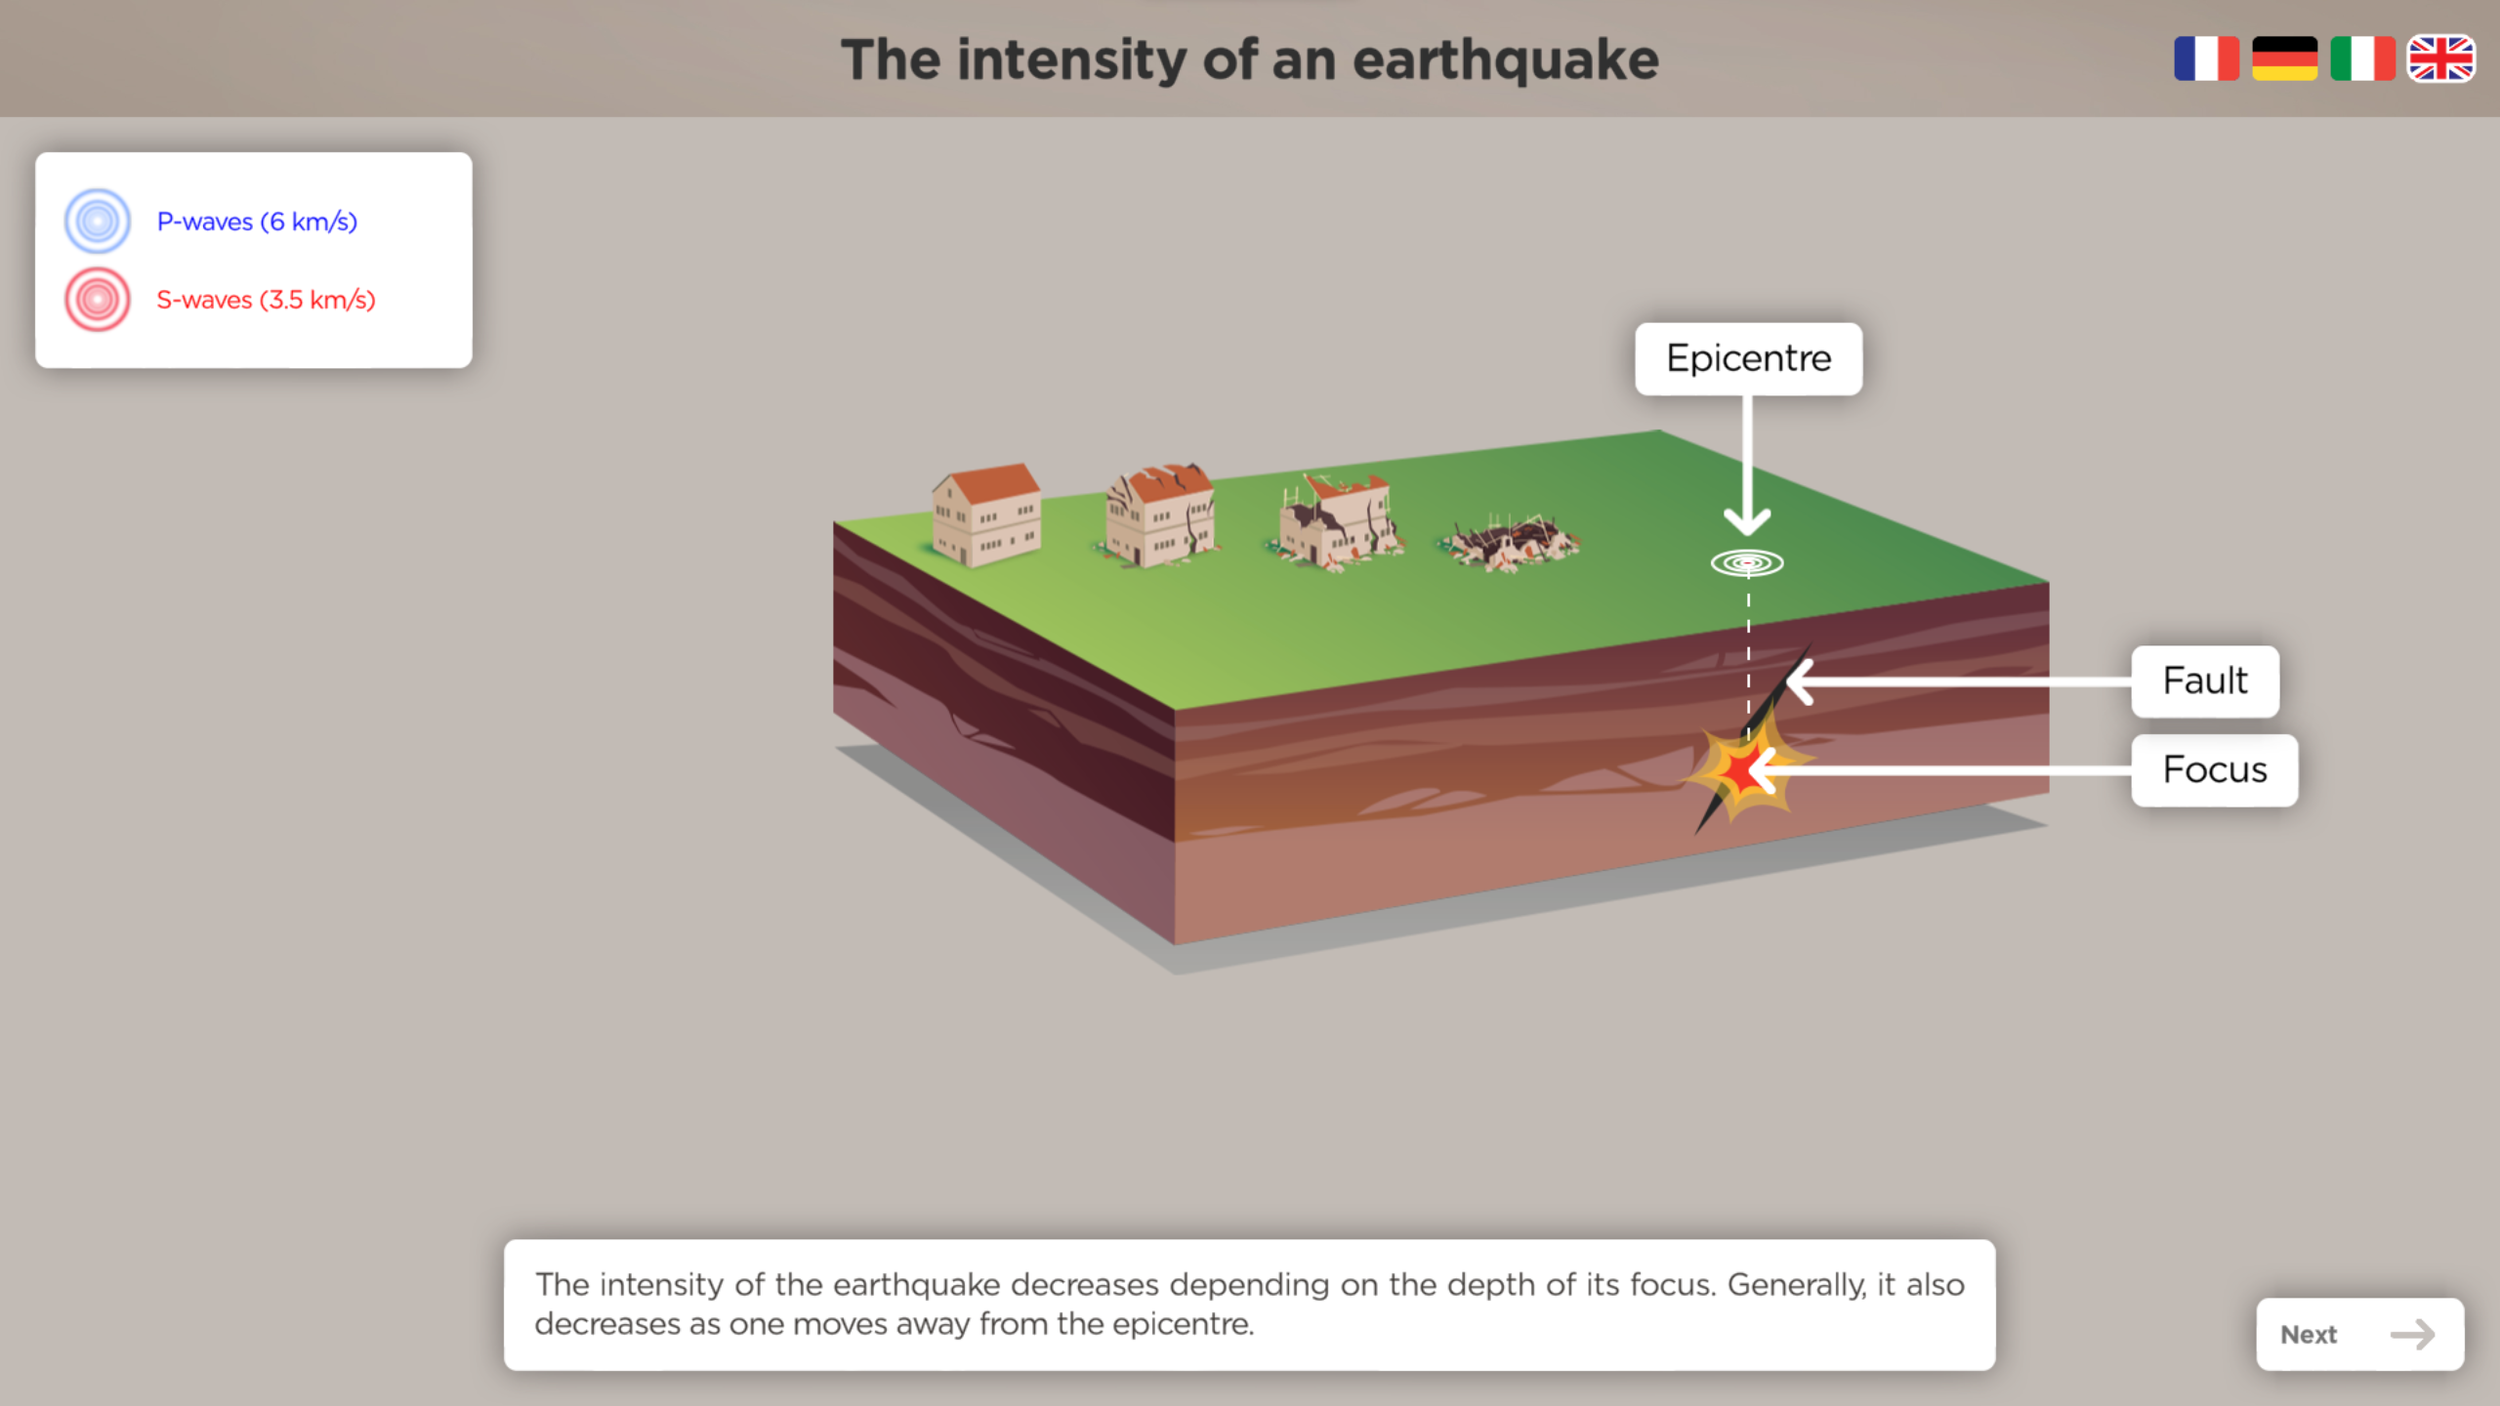 The intensity of an earthquake
P-waves (6 km/s)
S-waves (3.5 km/s)
Epicentre
Fault
Focus
The intensity of the earthquake decreases depending on the depth of its focus. Generally, it also
decreases as one moves away from the epicentre.
Next